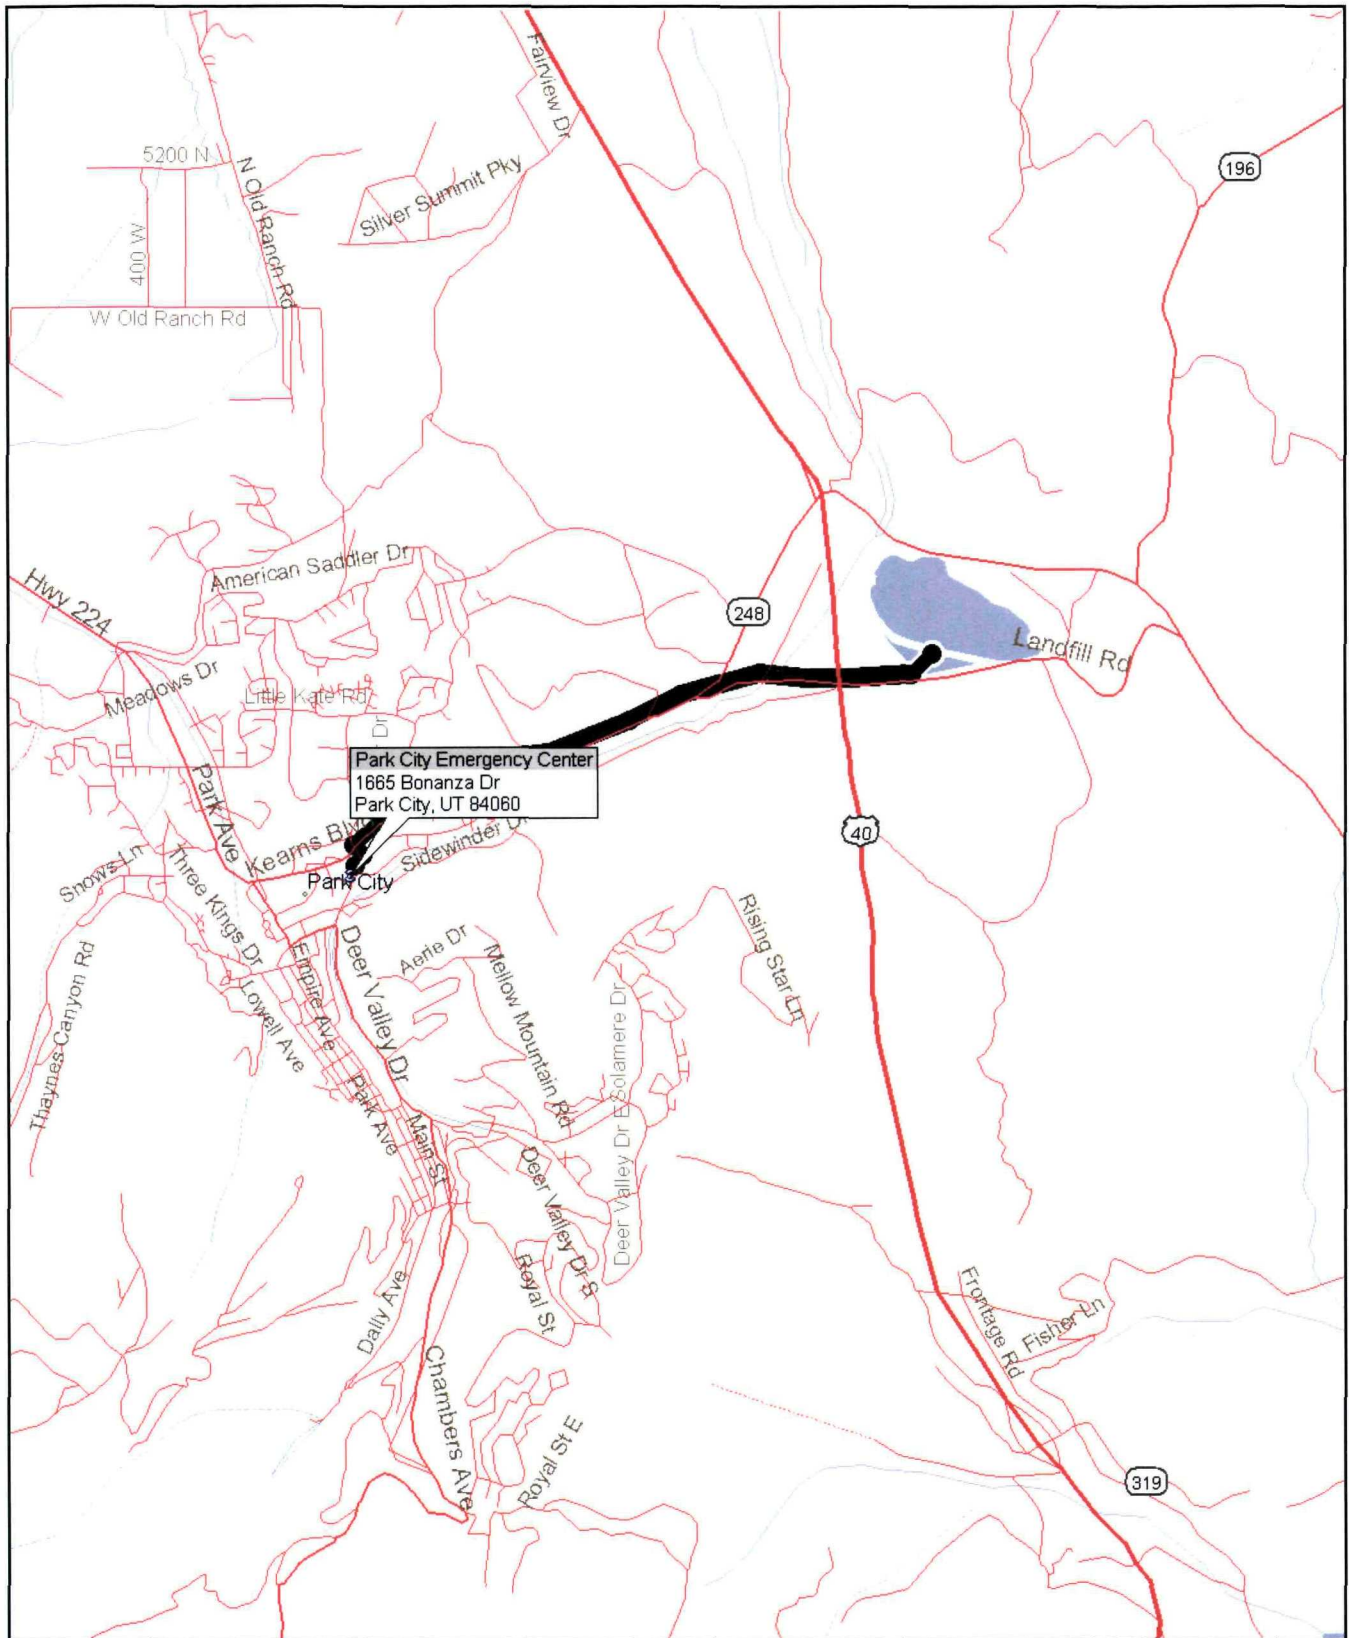 Fairview Dr
5200 N
N Old Ranch Rd
Silver Summit Pky
196
400 W
W Old Ranch Rd
American Saddler Dr
Hwy 224
248
Landfill Rd
Meadows Dr
Little Kate Rd
Dr
Park City Emergency Center
1665 Bonanza Dr
Park City, UT 84060
Park Ave
40
Kearns Blvd
Sidewinder Dr
Snows Ln
Three Kings Dr
Park City
Rising Star Ln
Thaynes Canyon Rd
Empire Ave
Deer Valley Dr
Aerie Dr
Mellow Mountain Rd
Lowell Ave
Solamere Dr
Park Ave
Main St
Deer Valley Dr E
Deer Valley Dr S
Royal St
Daily Ave
Frontage Rd
Fisher Ln
Chambers Ave
Royal St E
319